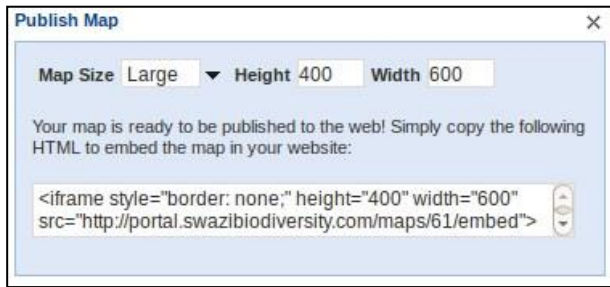 Publish Map
Map Size Large Height 400 Width 600
Your map is ready to be published to the web! Simply copy the following
HTML to embed the map in your website:
<iframe style="border: none;" height="400" width="600"
src="http://portal.swazibiodiversity.com/maps/61/embed">